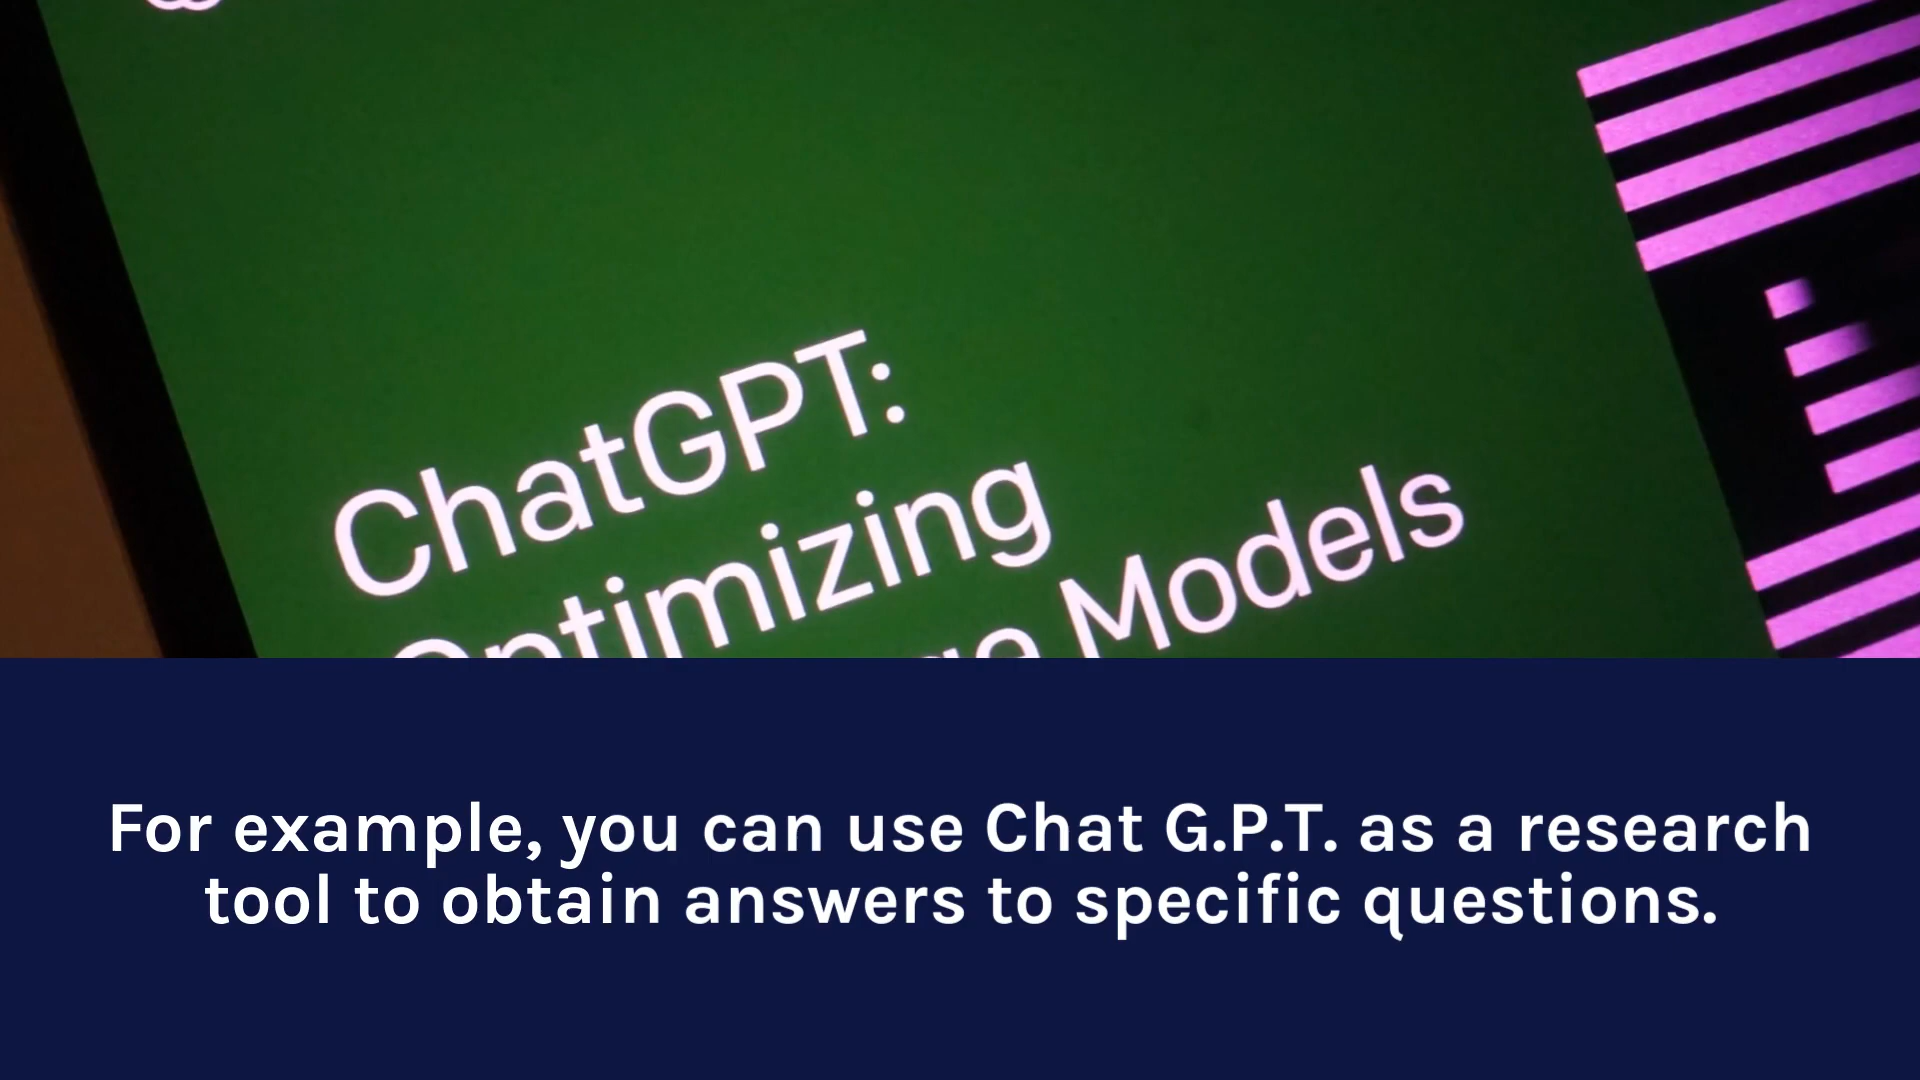 ChatGPT:
Optimizing
Models
For example, you can use Chat G.P.T. as a research
tool to obtain answers to specific questions.